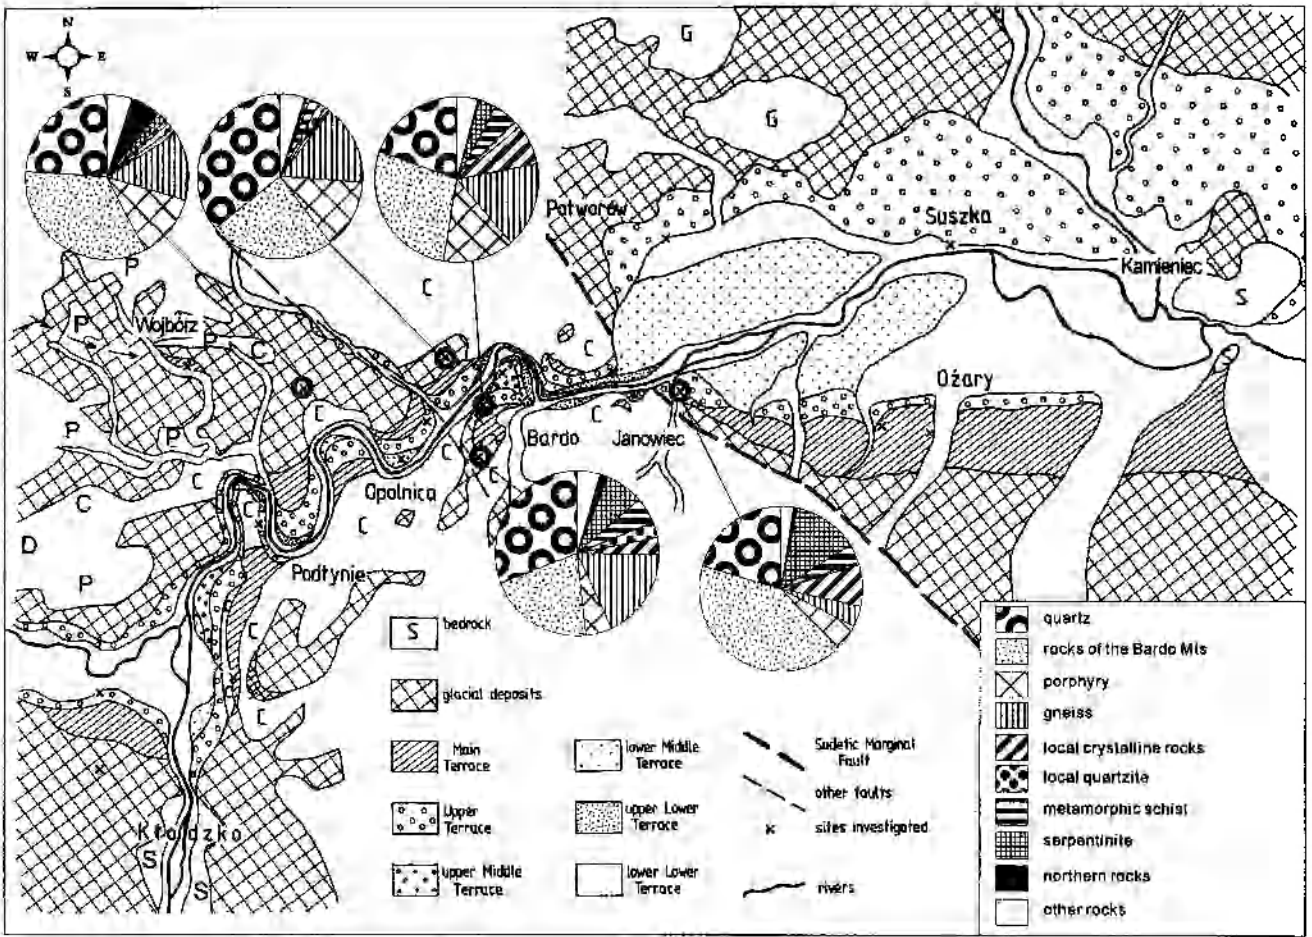 N
W E
S
G
G
Potworów
Suszka
Kamieniec
S
C
P
P
Wojbórz
P
C
C
Ożary
C
C
Bardo
Janowiec
P
P
C
C
C
C
Opolnica
C
C
D
P
Podtynie
C
C
Kłodzko
S
S
S bedrock
glacial deposits
Main
Terrace
Upper
Terrace
upper Middle
Terrace
lower Middle
Terrace
upper Lower
Terrace
lower Lower
Terrace
Sudetic Marginal
Fault
other faults
x sites investigated
rivers
quartz
rocks of the Bardo Mts
porphyry
gneiss
local crystalline rocks
local quartzite
metamorphic schist
serpentinite
northern rocks
other rocks